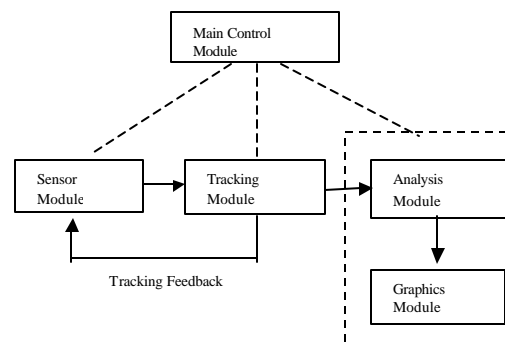 Main Control
Module
Sensor
Module
Tracking
Module
Analysis
Module
Tracking Feedback
Graphics
Module